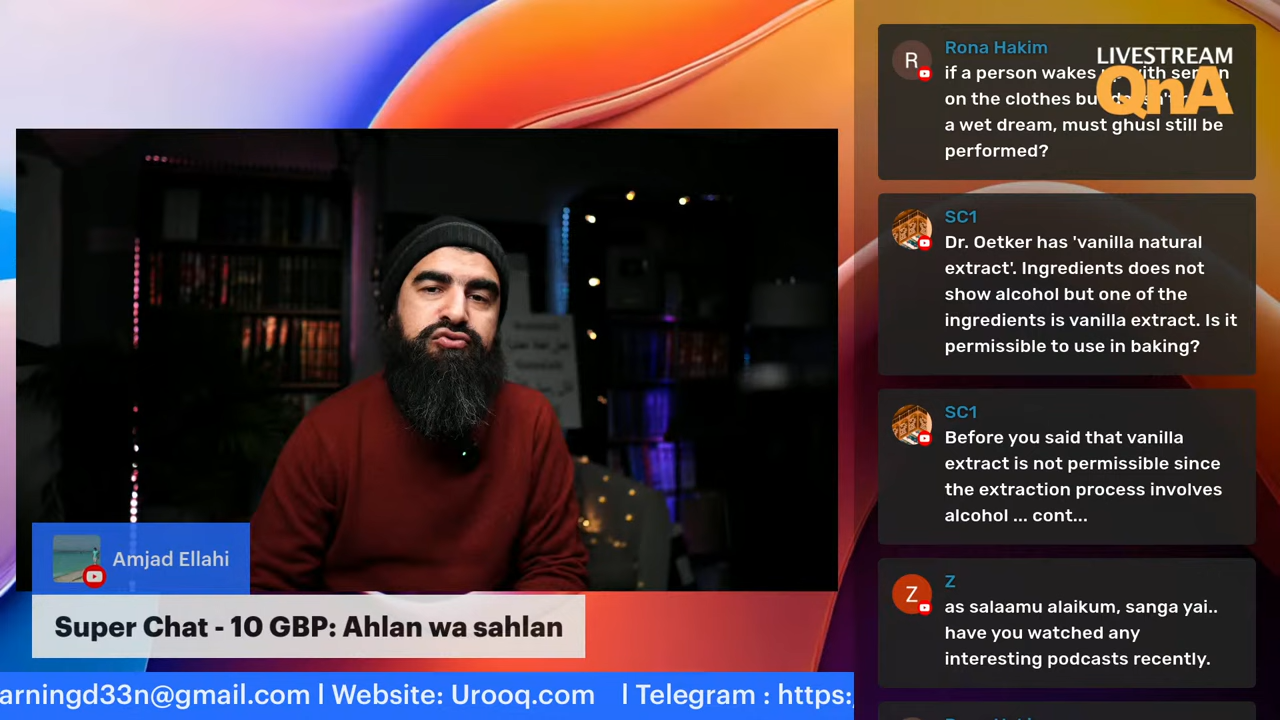 Rona Hakim
LIVESTREAM
QnA
R
if a person wakes with
on the clothes
a wet dream, must ghusl still be
performed?
SC1
Dr. Oetker has 'vanilla natural
extract'. Ingredients does not
show alcohol but one of the
ingredients is vanilla extract. Is it
permissible to use in baking?
SC1
Before you said that vanilla
extract is not permissible since
the extraction process involves
alcohol ... cont...
Z
Z
as salaamu alaikum, sanga yai..
have you watched any
interesting podcasts recently.
Amjad Ellahi
Super Chat - 10 GBP: Ahlan wa sahlan
arningd33n@gmail.com l Website: Urooq.com l Telegram : https: